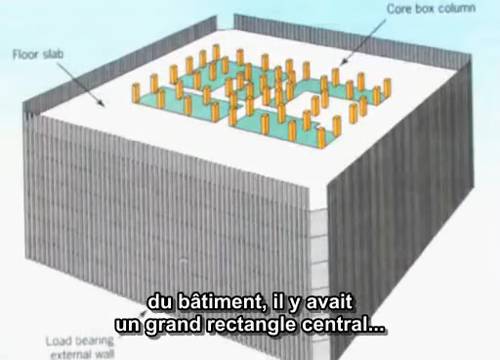 Core box column
Floor slab
du bâtiment, il y avait
un grand rectangle central...
Load bearing
external wall